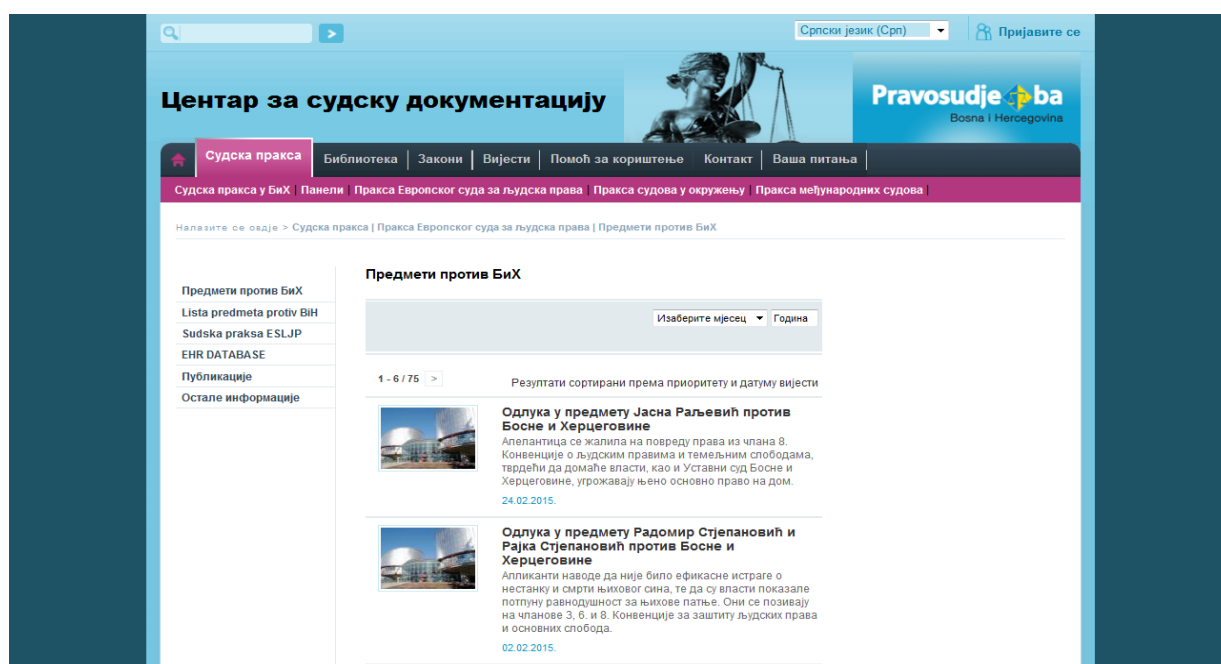 Српски језик (Срп)
Пријавите се
Центар за судску документацију
Pravosudje ba
Bosna i Hercegovina
Судска пракса Библиотека Закони Вијести Помоћ за кориштење Контакт Ваша питања
Судска пракса у БиХ | Панели | Пракса Европског суда за људска права | Пракса судова у окружењу | Пракса међународних судова |
Налазите се овдје > Судска пракса | Пракса Европског суда за људска права | Предмети против БиХ
Предмети против БиХ
Lista predmeta protiv BiH
Sudska praksa ESLJP
EHR DATABASE
Публикације
Остале информације
Предмети против БиХ
Изаберите мјесец Година
1 - 6 / 75 >
Резултати сортирани према приоритету и датуму вијести
Одлука у предмету Јасна Раљевић против
Босне и Херцеговине
Апелантица се жалила на повреду права из члана 8.
Конвенције о људским правима и темељним слободама,
тврдећи да домаће власти, као и Уставни суд Босне и
Херцеговине, угрожавају њено основно право на дом.
24.02.2015.
Одлука у предмету Радомир Стјепановић и
Рајка Стјепановић против Босне и
Херцеговине
Апликанти наводе да није било ефикасне истраге о
нестанку и смрти њиховог сина, те да су власти показале
потпуну равнодушност за њихове патње. Они се позивају
на чланове 3, 6. и 8. Конвенције за заштиту људских права
и основних слобода.
02.02.2015.